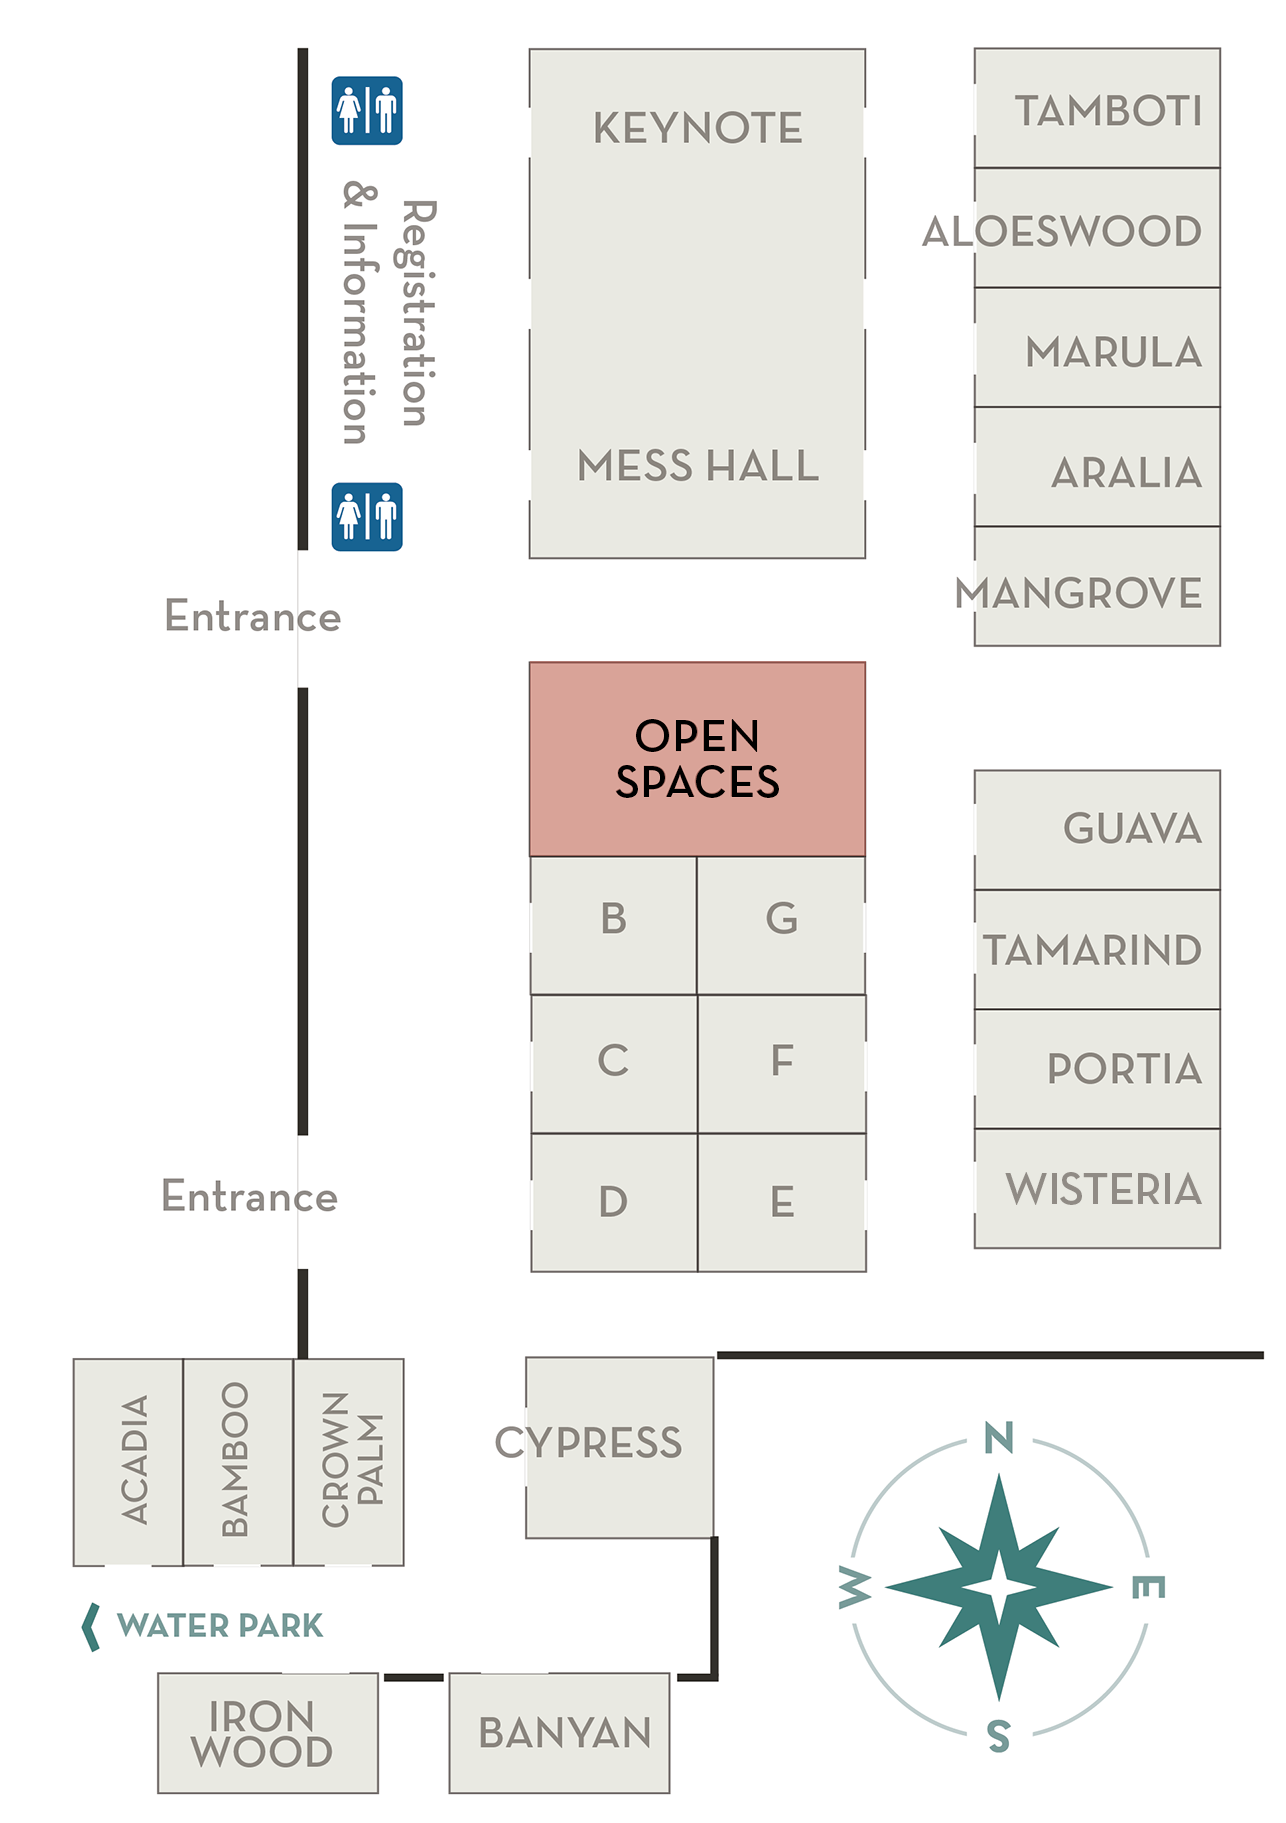 KEYNOTE
TAMBOTI
Registration
& Information
ALOESWOOD
MARULA
MESS HALL
ARALIA
MANGROVE
Entrance
OPEN
SPACES
GUAVA
B
G
TAMARIND
C
F
PORTIA
Entrance
D
E
WISTERIA
ACADIA
BAMBOO
CROWN
PALM
CYPRESS
N
W
E
S
WATER PARK
IRON
WOOD
BANYAN